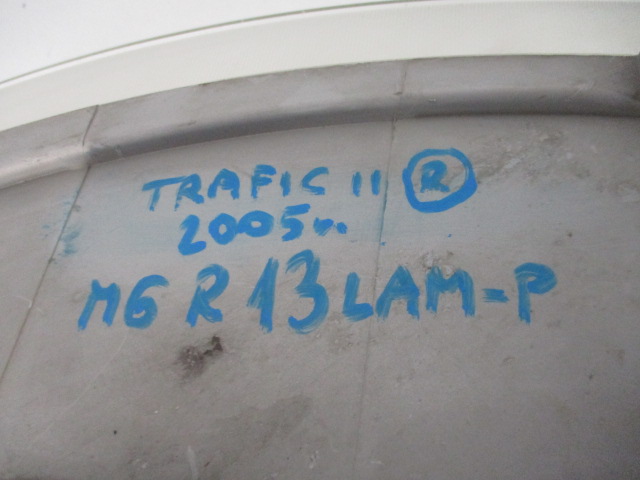 TRAFIC II R
2005r.
M6 R 13 LAM-P